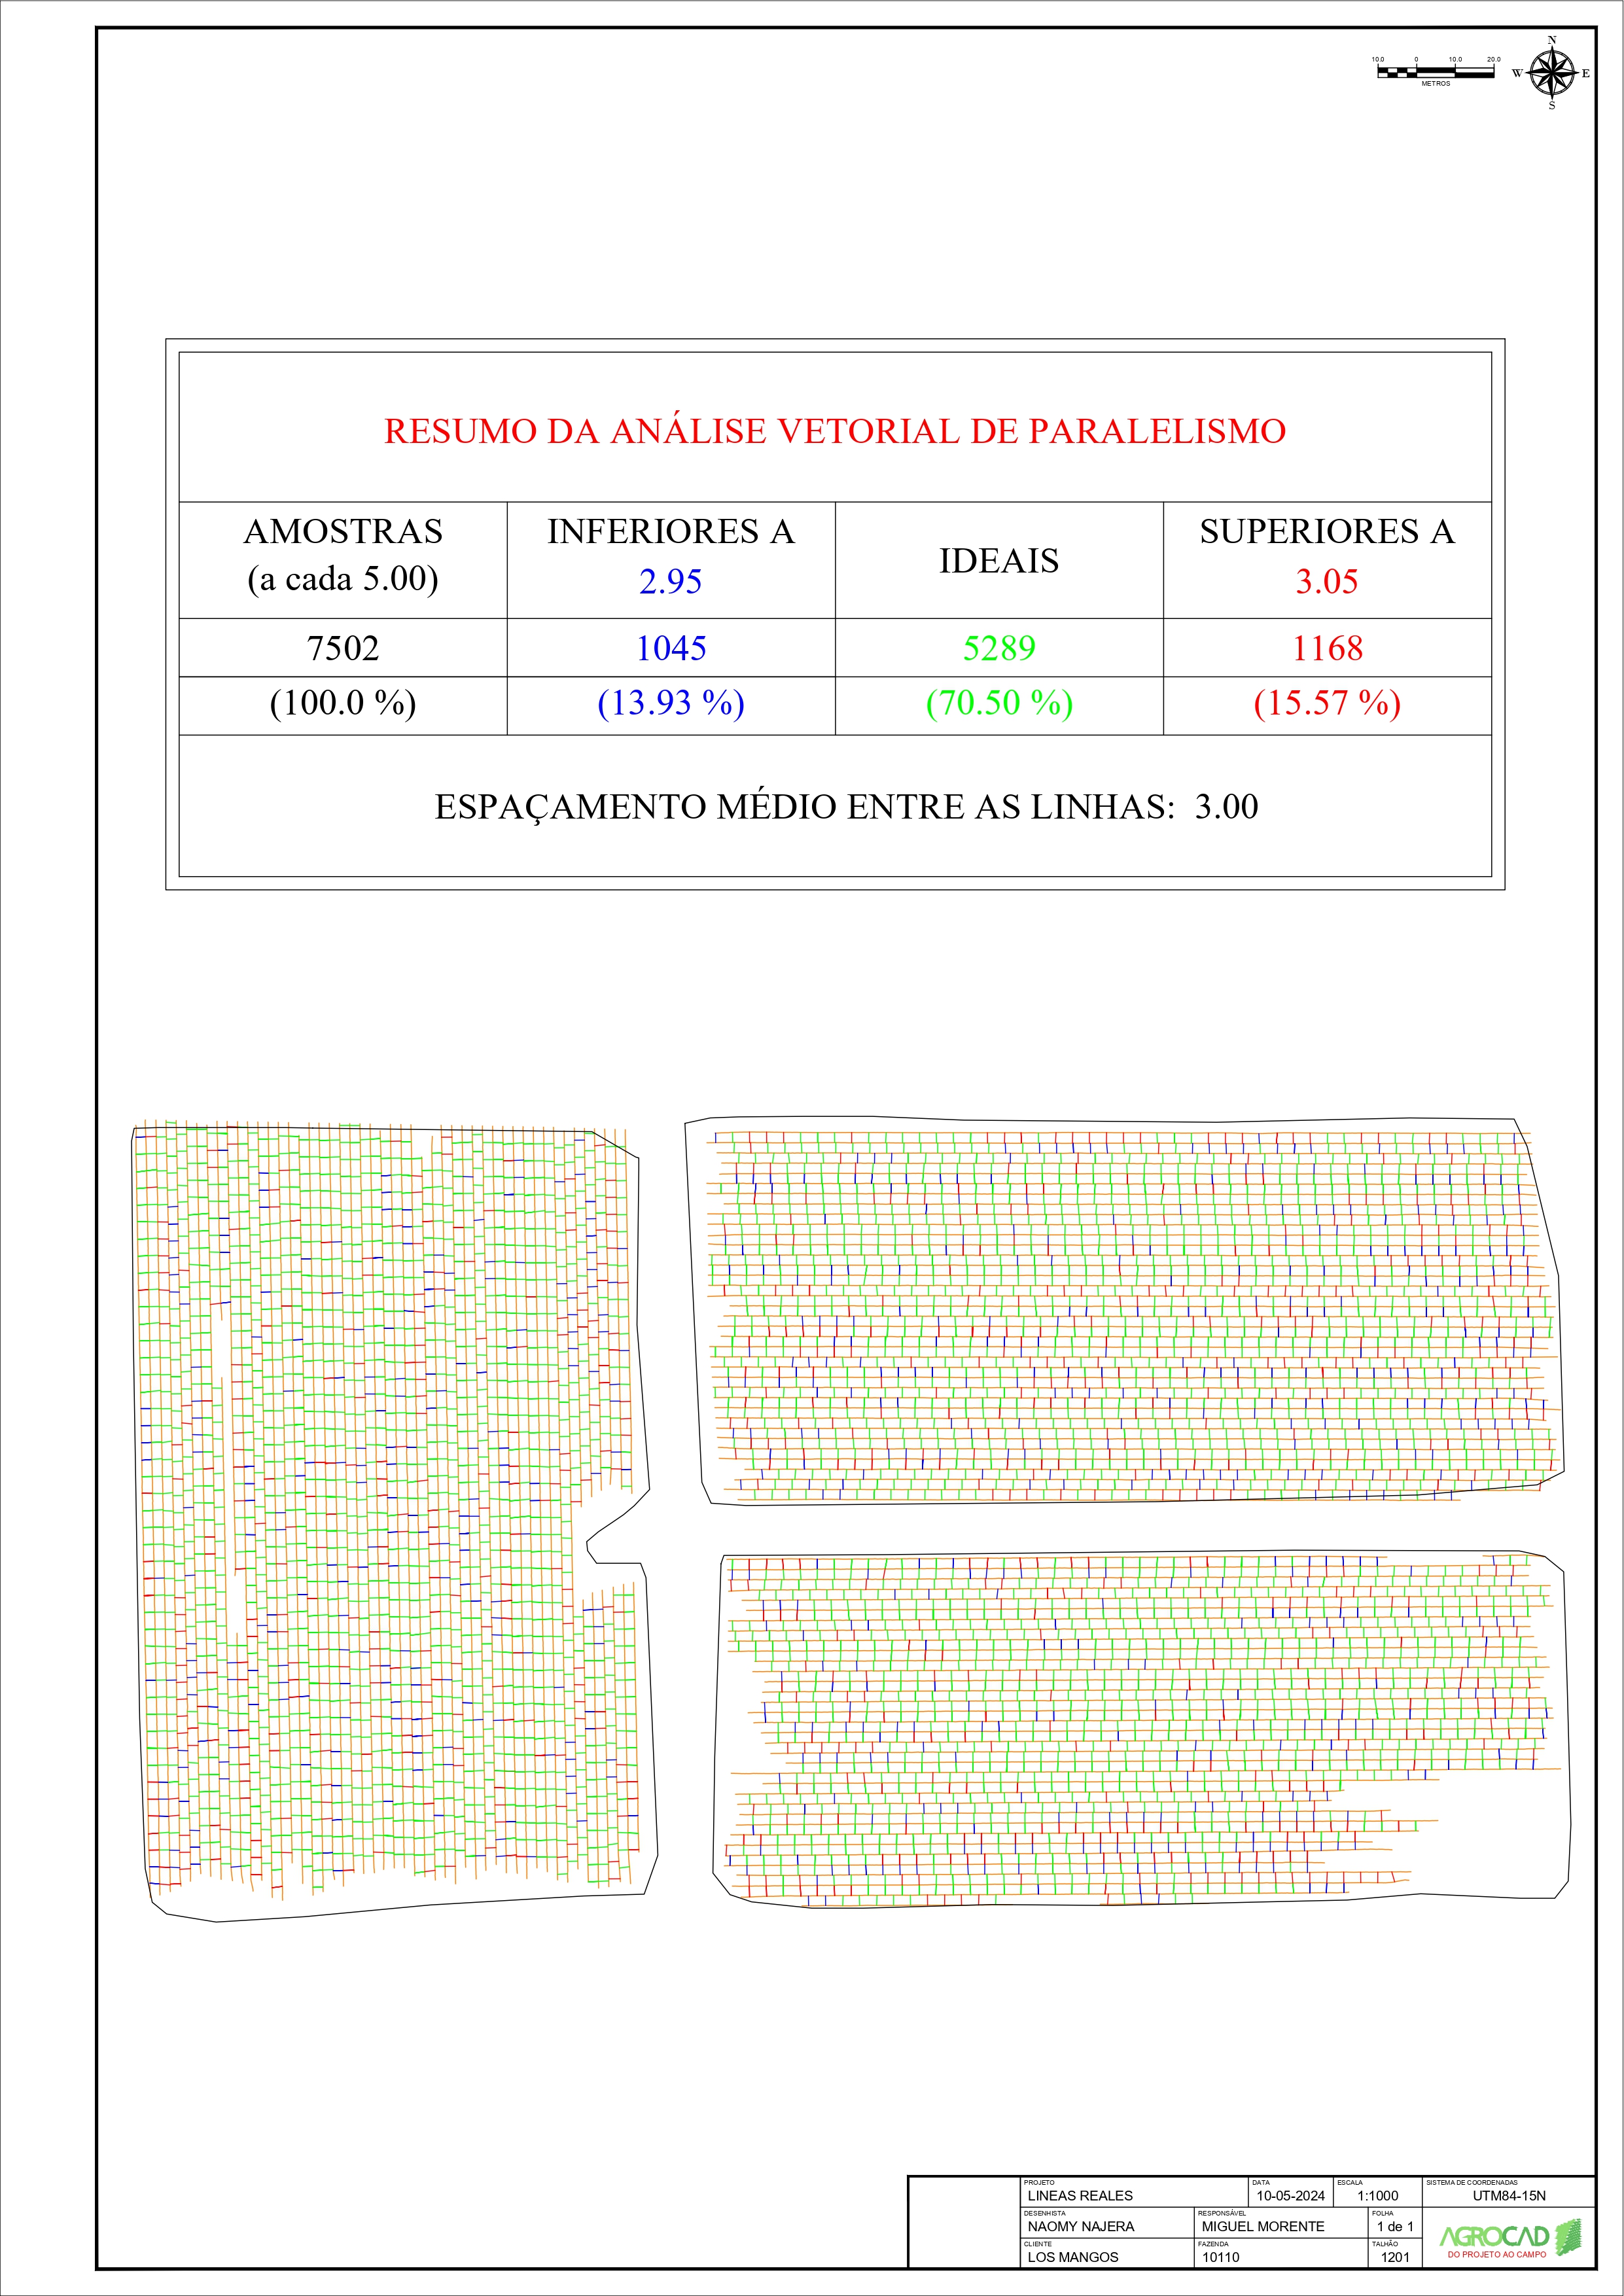 N
10.0 0 10.0 20.0
W E
METROS
S
RESUMO DA ANÁLISE VETORIAL DE PARALELISMO
AMOSTRAS
(a cada 5.00)
INFERIORES A
2.95
IDEAIS
SUPERIORES A
3.05
7502 1045 5289 1168
(100.0 %) (13.93 %) (70.50 %) (15.57 %)
ESPAÇAMENTO MÉDIO ENTRE AS LINHAS: 3.00
PROJETO
LINEAS REALES
DATA
10-05-2024
ESCALA
1:1000
SISTEMA DE COORDENADAS
UTM84-15N
DESENHISTA
NAOMY NAJERA
RESPONSÁVEL
MIGUEL MORENTE
FOLHA
1 de 1
CLIENTE
LOS MANGOS
FAZENDA
10110
TALHÃO
1201
AGROCAD
DO PROJETO AO CAMPO